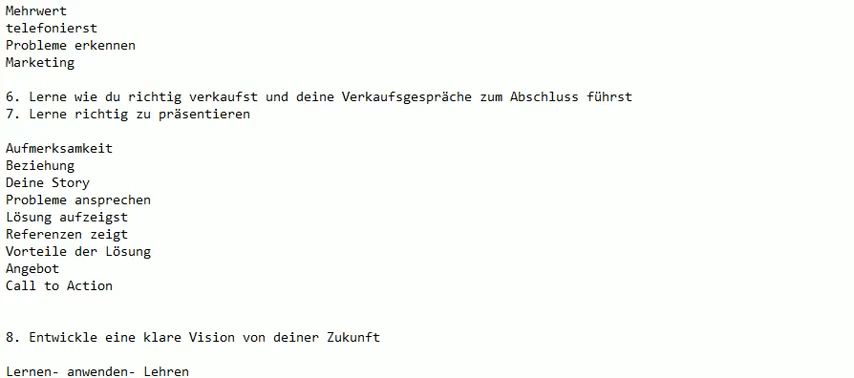 Mehrwert
telefonierst
Probleme erkennen
Marketing
6. Lerne wie du richtig verkaufst und deine Verkaufsgespräche zum Abschluss führst
7. Lerne richtig zu präsentieren
Aufmerksamkeit
Beziehung
Deine Story
Probleme ansprechen
Lösung aufzeigst
Referenzen zeigt
Vorteile der Lösung
Angebot
Call to Action
8. Entwickle eine klare Vision von deiner Zukunft
Lernen- anwenden- Lehren